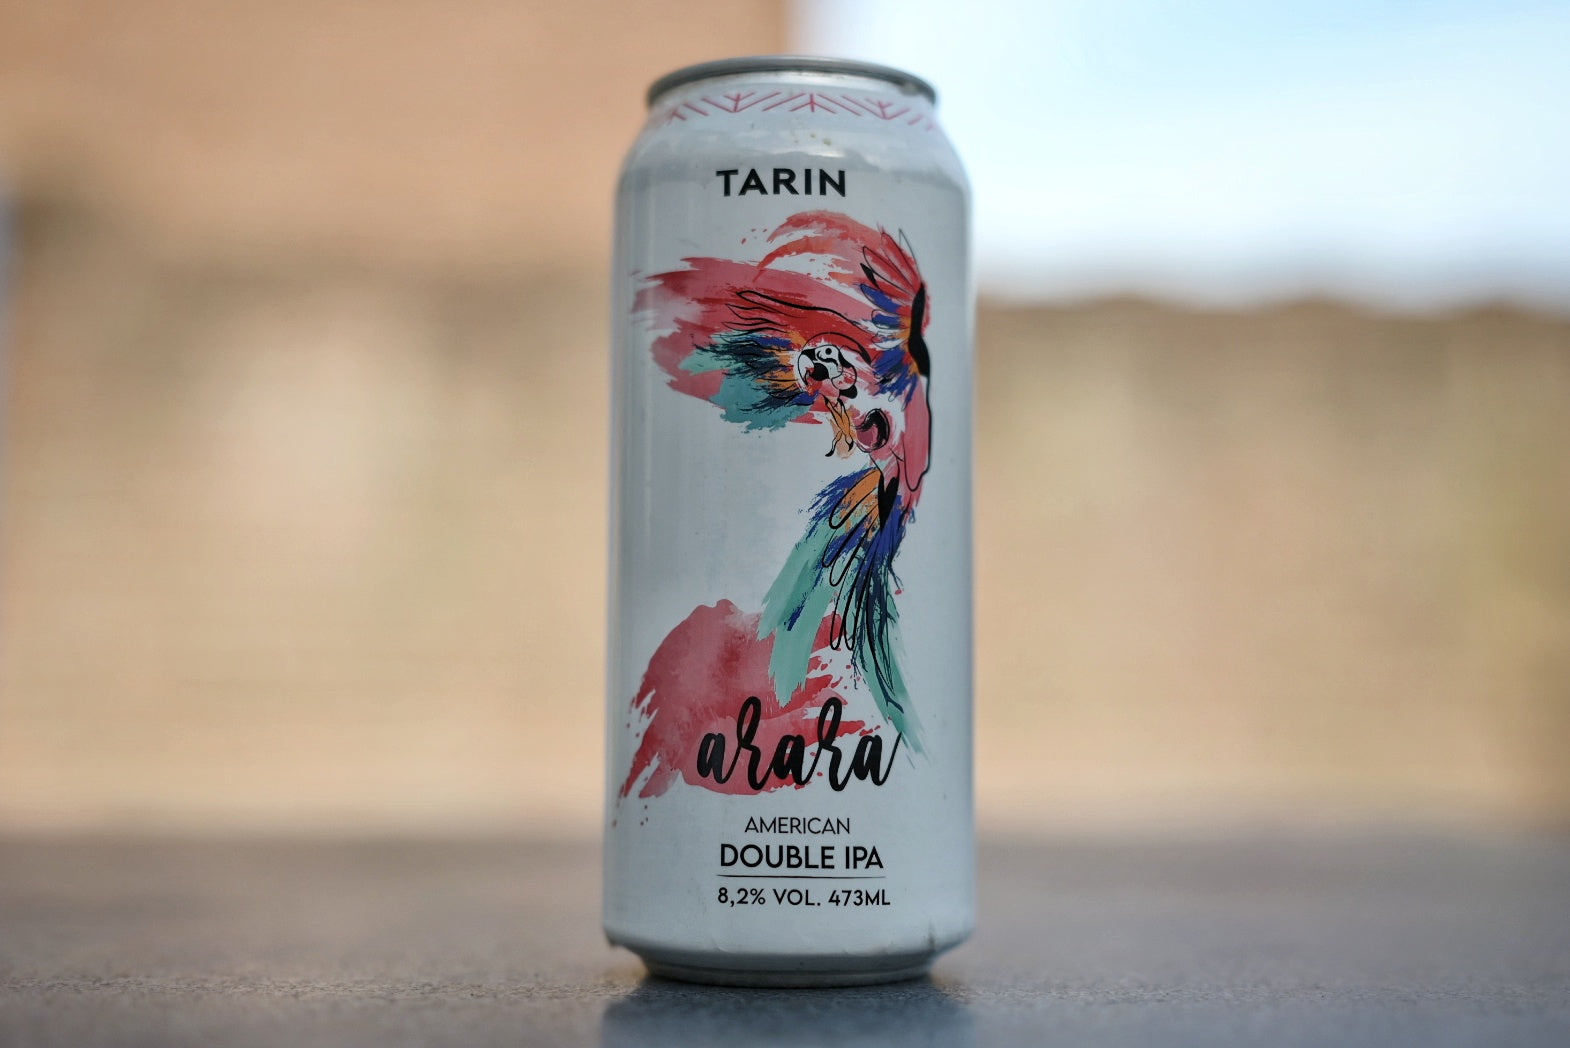 TARIN
arara
AMERICAN
DOUBLE IPA
8,2% VOL. 473ML